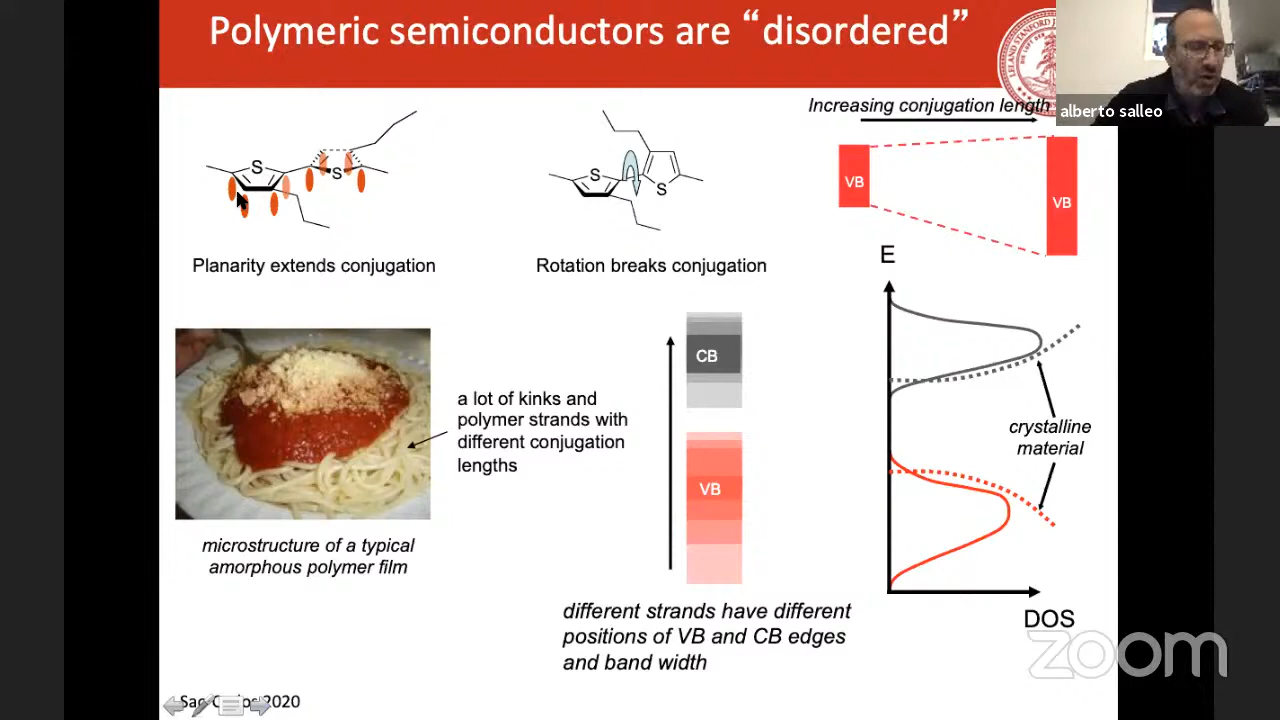 Polymeric semiconductors are “disordered”
alberto salleo
Increasing conjugation length
S
S
S
S
VB
VB
Planarity extends conjugation
Rotation breaks conjugation
E
CB
VB
a lot of kinks and
polymer strands with
different conjugation
lengths
crystalline
material
microstructure of a typical
amorphous polymer film
different strands have different
positions of VB and CB edges
and band width
DOS
zoom
2020